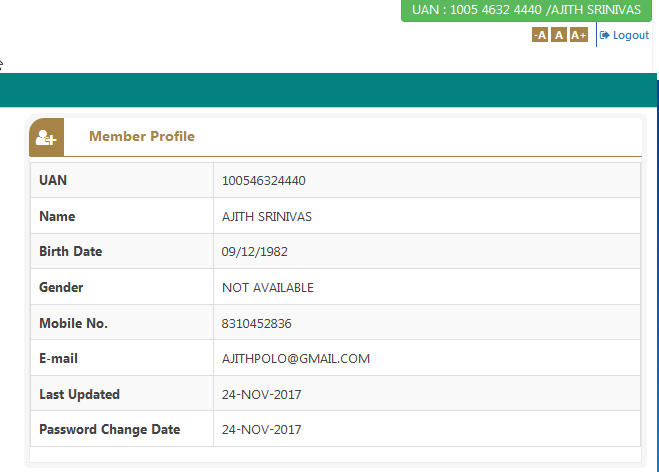 UAN : 1005 4632 4440 /AJITH SRINIVAS
-A A A+ Logout
Member Profile
UAN 100546324440
Name AJITH SRINIVAS
Birth Date 09/12/1982
Gender NOT AVAILABLE
Mobile No. 8310452836
E-mail AJITHPOLO@GMAIL.COM
Last Updated 24-NOV-2017
Password Change Date 24-NOV-2017